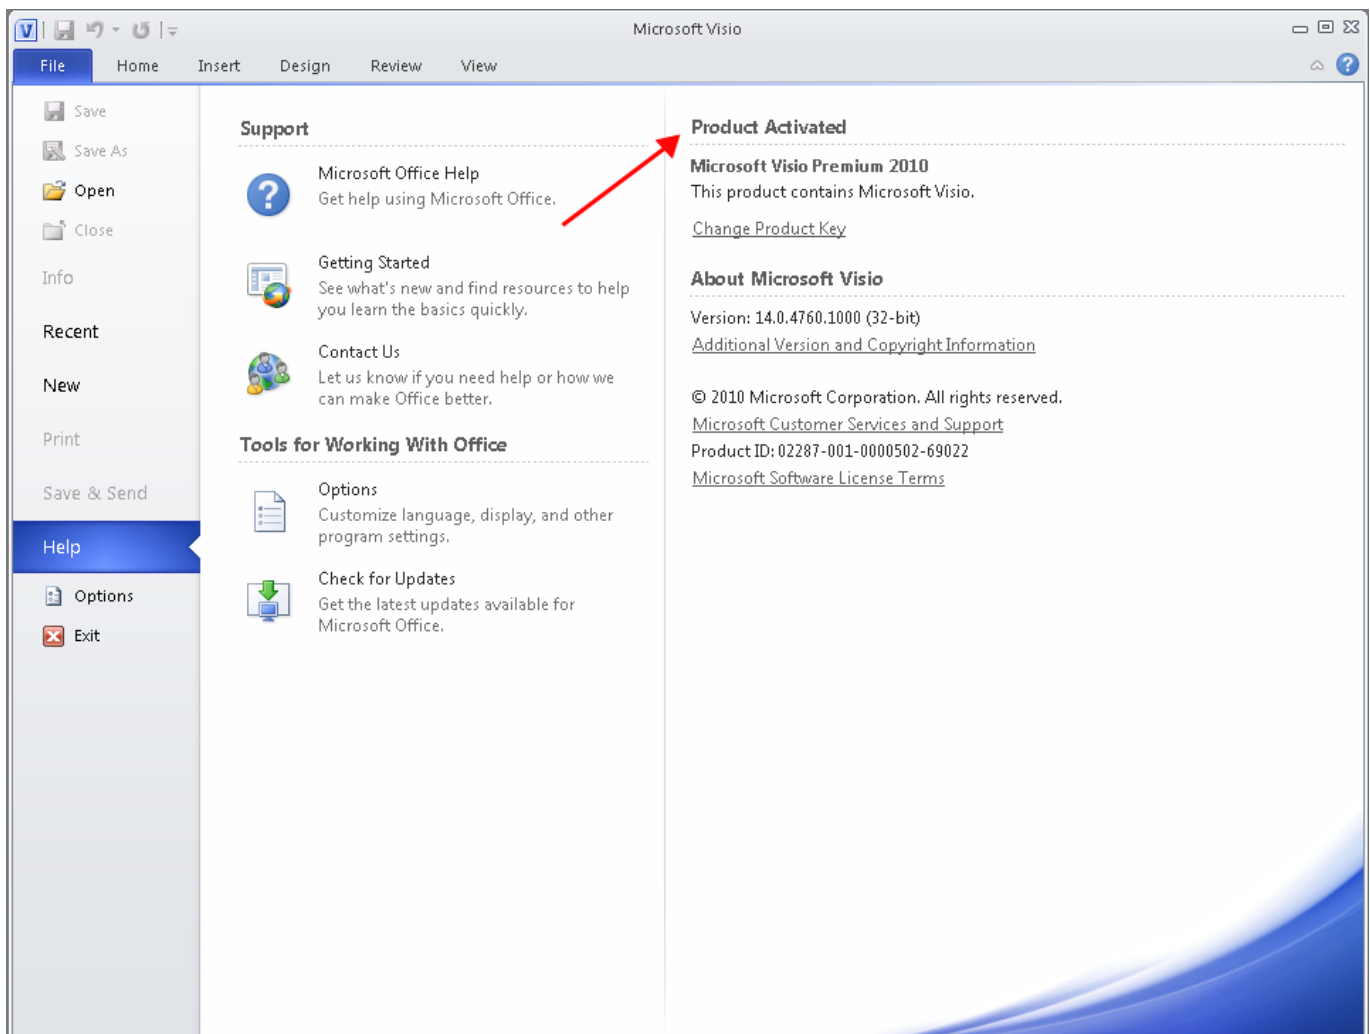 Microsoft Visio
File Home Insert Design Review View
Save
Save As
Open
Close
Info
Recent
New
Print
Save & Send
Help
Options
Exit
Support
Microsoft Office Help
Get help using Microsoft Office.
Getting Started
See what's new and find resources to help
you learn the basics quickly.
Contact Us
Let us know if you need help or how we
can make Office better.
Tools for Working With Office
Options
Customize language, display, and other
program settings.
Check for Updates
Get the latest updates available for
Microsoft Office.
Product Activated
Microsoft Visio Premium 2010
This product contains Microsoft Visio.
Change Product Key
About Microsoft Visio
Version: 14.0.4760.1000 (32-bit)
Additional Version and Copyright Information
© 2010 Microsoft Corporation. All rights reserved.
Microsoft Customer Services and Support
Product ID: 02287-001-0000502-69022
Microsoft Software License Terms